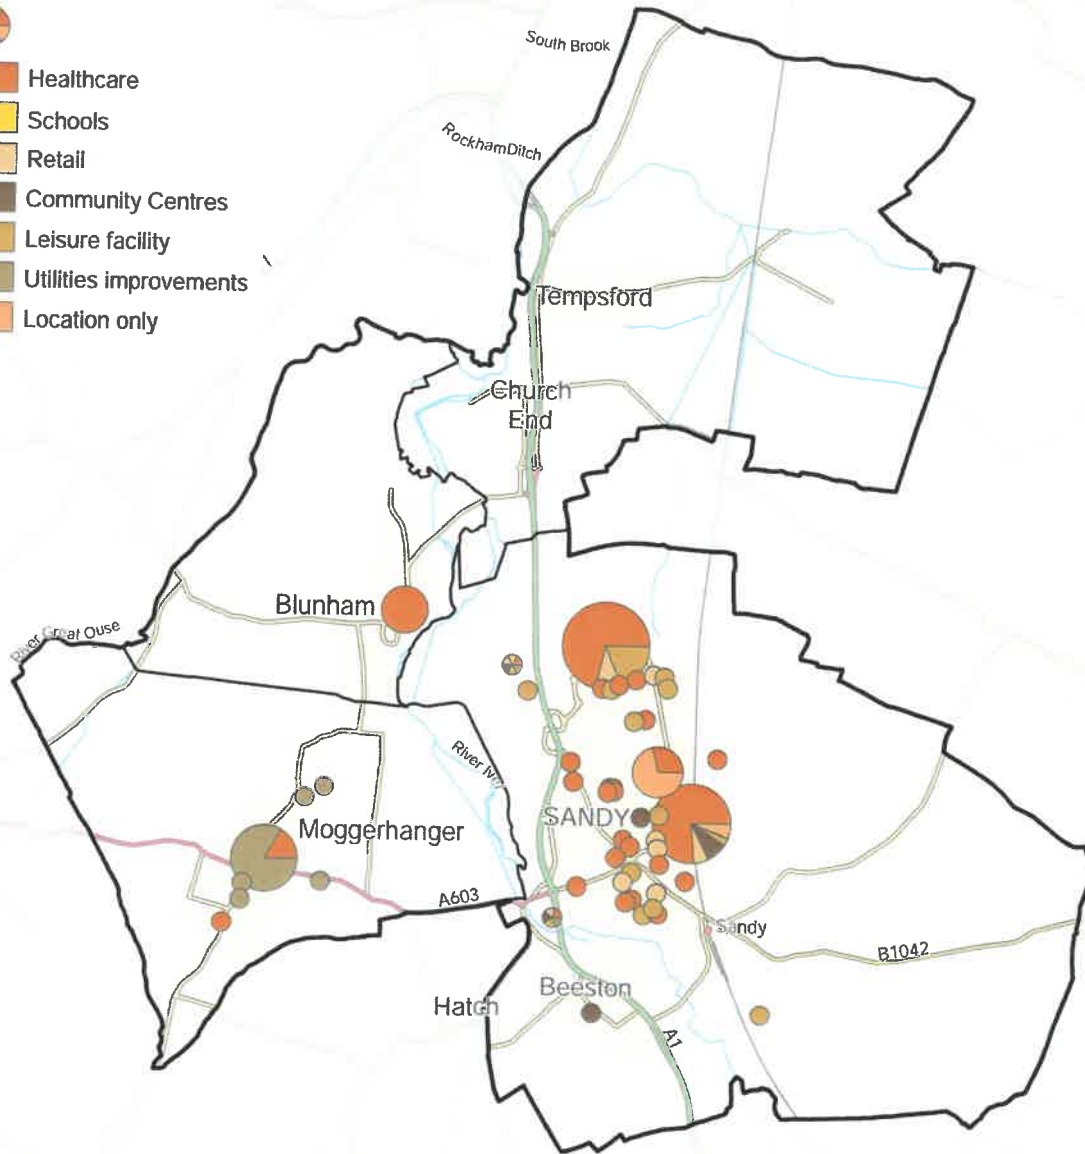 Healthcare
Schools
Retail
Community Centres
Leisure facility
Utilities improvements
Location only
South Brook
RockhamDitch
Tempsford
Church
End
Blunham
River Great Ouse
River Ivel
SANDY
Moggerhanger
A603
Sandy
B1042
Beeston
Hatch
A1